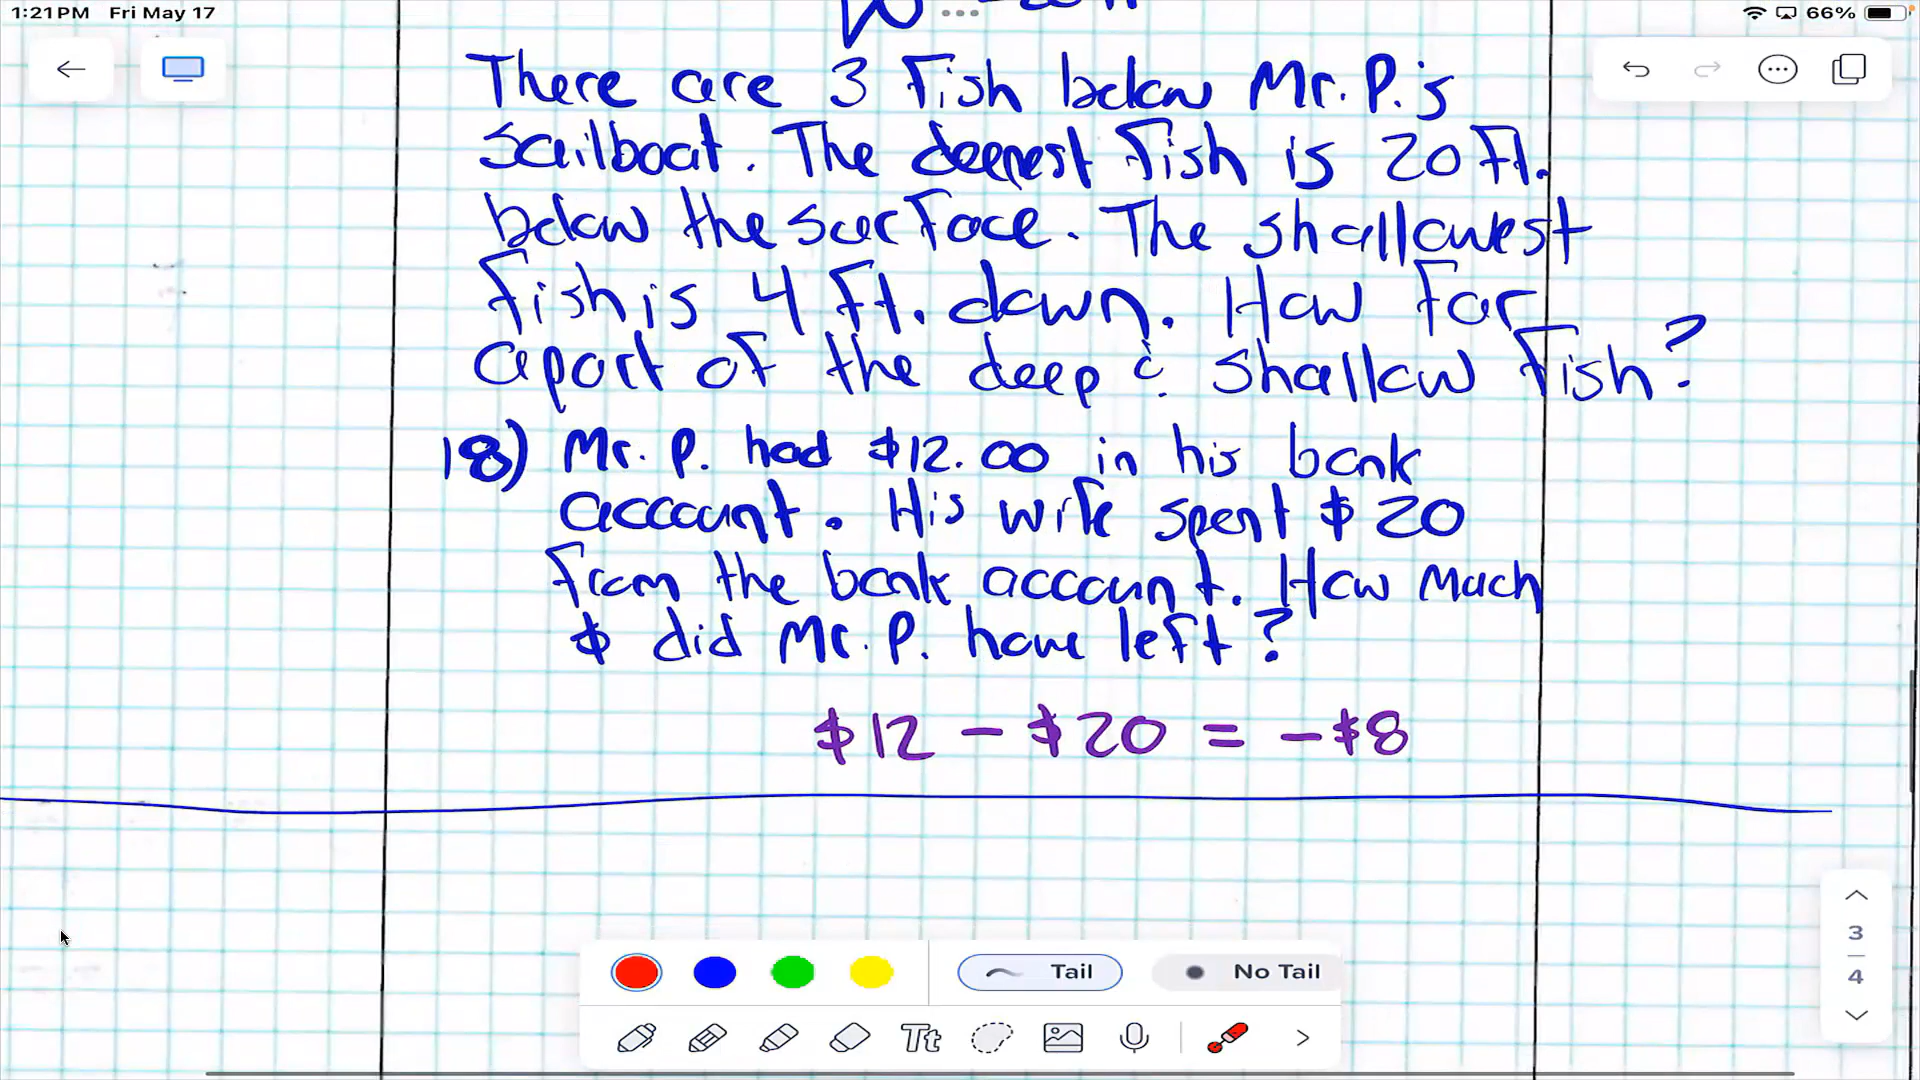 1:21PM Fri May 17
66%
There are 3 fish below Mr. P.'s
sailboat. The deepest fish is 20 ft.
below the surface. The shallowest
fish is 4 ft. down. How far
apart of the deep & shallow fish?
18) Mr. P. had $12.00 in his bank
account. His wife spent $20
from the bank account. How much
$ did Mr. P. have left?
$12 - $20 = -$8
3
4
Tail
No Tail
Tt